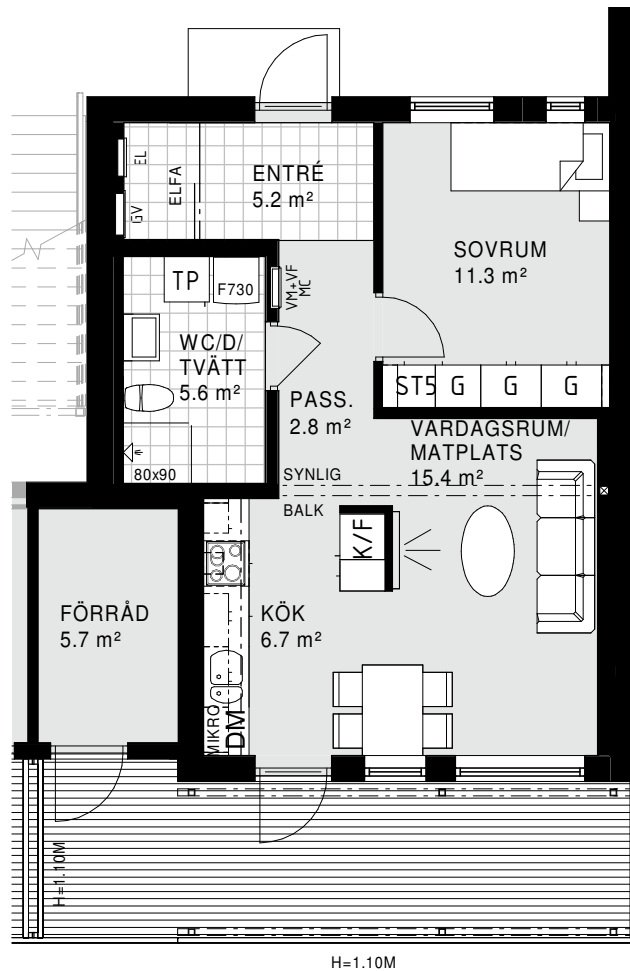 EL
GV
ELFA
ENTRÉ
5.2 m²
SOVRUM
11.3 m²
TP
F730
VM+VF
MC
WC/D/
TVÄTT
5.6 m²
80x90
PASS.
2.8 m²
ST5
G
G
G
VARDAGSRUM/
MATPLATS
15.4 m²
SYNLIG
BALK
K/F
FÖRRÅD
5.7 m²
KÖK
6.7 m²
MIKRO
DM
H=1.10M
H=1.10M